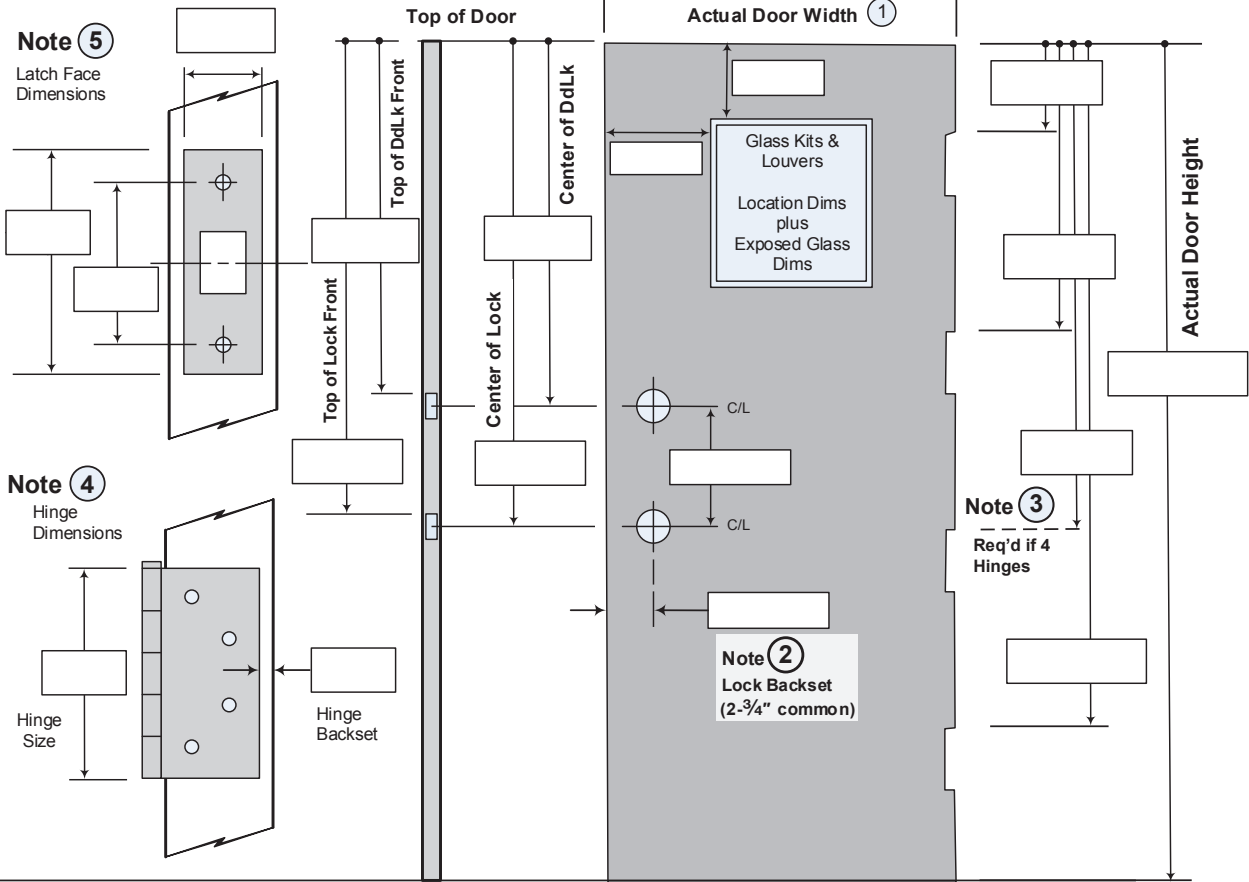 Top of Door
Actual Door Width 1
Note 5
Latch Face
Dimensions
Top of DdLk Front
Center of DdLk
Glass Kits &
Louvers
Location Dims
plus
Exposed Glass
Dims
Actual Door Height
Top of Lock Front
Center of Lock
C/L
C/L
Note 4
Hinge
Dimensions
Hinge
Size
Hinge
Backset
Note 3
Req'd if 4
Hinges
Note 2
Lock Backset
(2-¾" common)